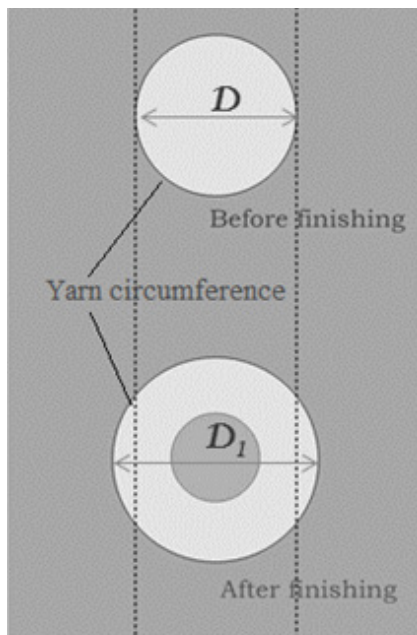 D
Before finishing
Yarn circumference
D1
After finishing